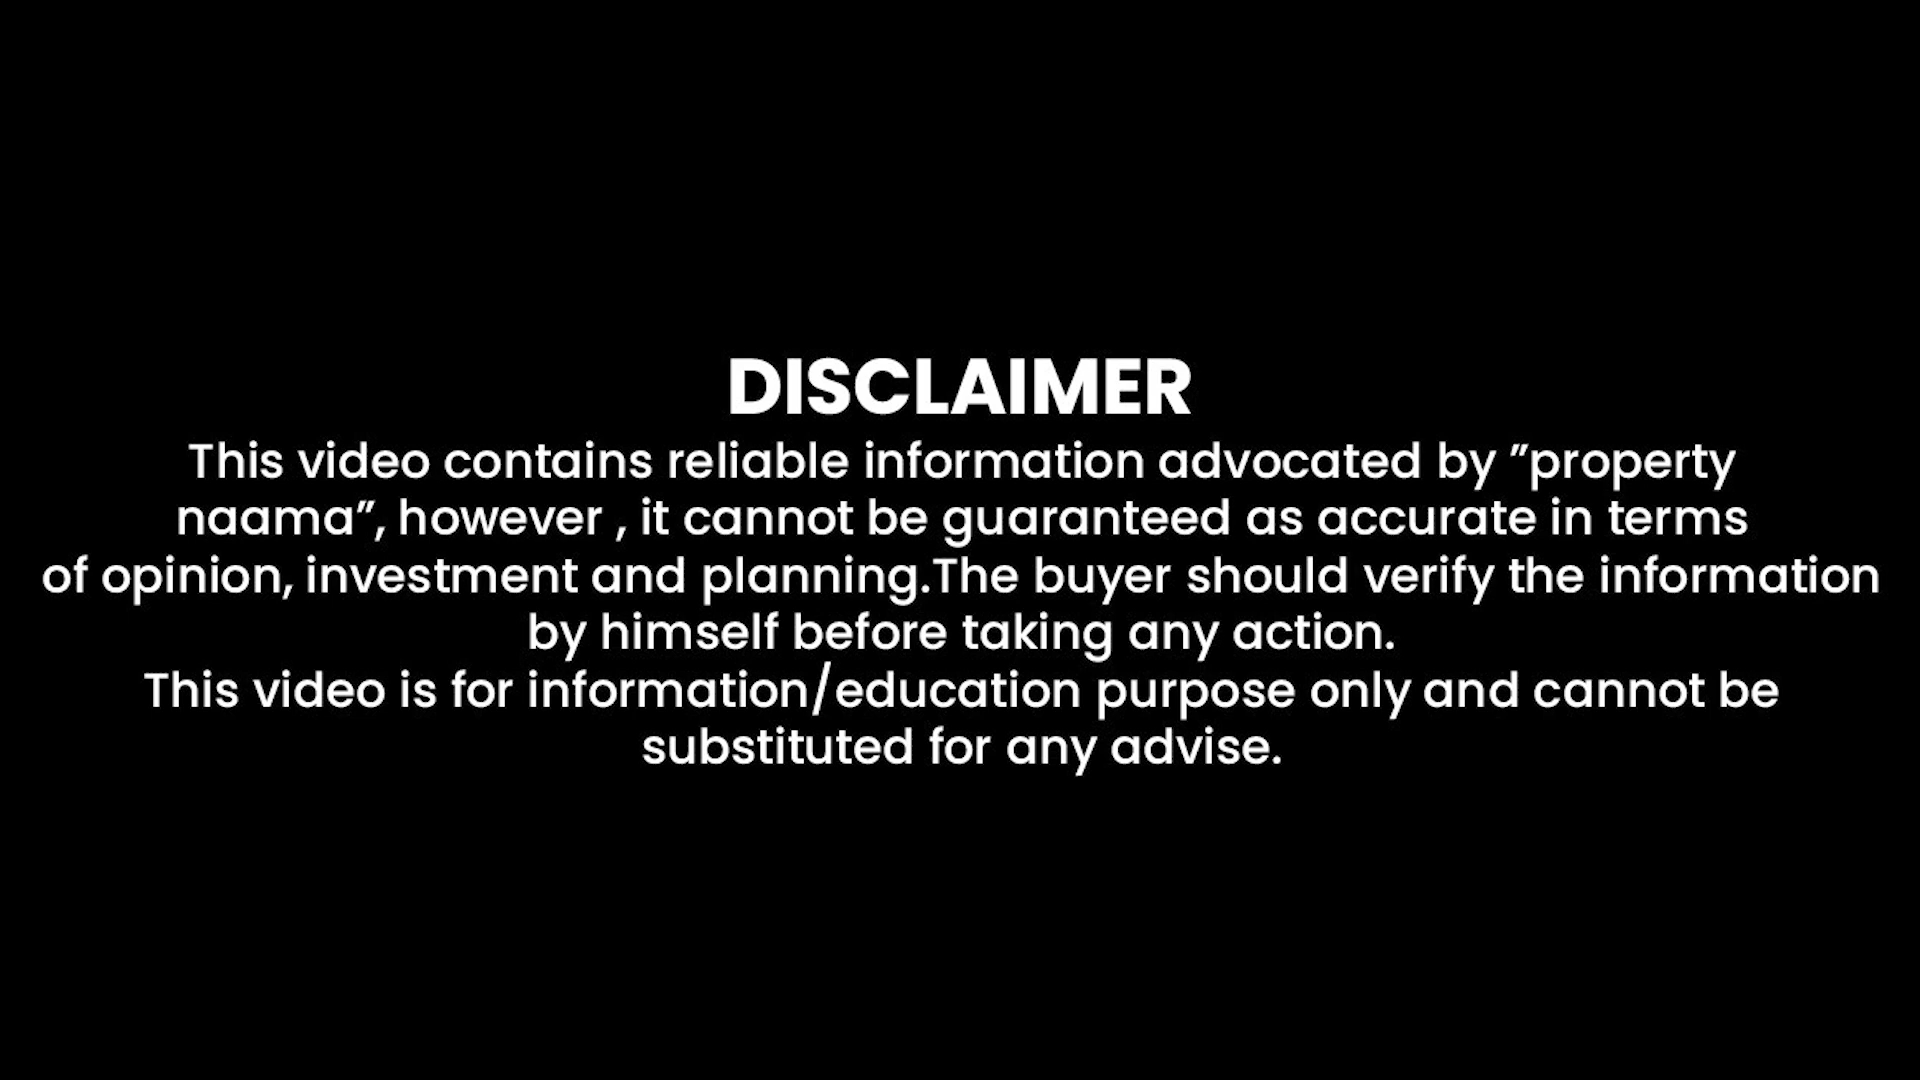 DISCLAIMER
This video contains reliable information advocated by ”property
naama”, however , it cannot be guaranteed as accurate in terms
of opinion, investment and planning.The buyer should verify the information
by himself before taking any action.
This video is for information/education purpose only and cannot be
substituted for any advise.